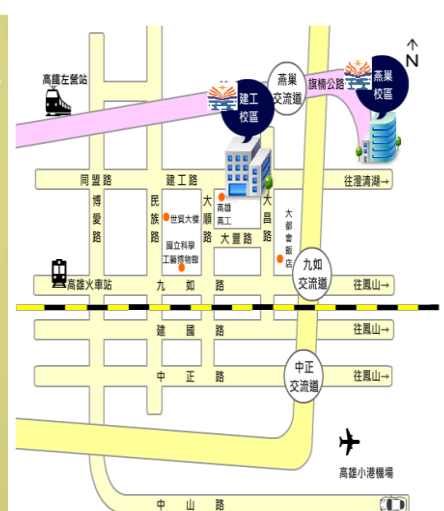 N
高鐵左營站
建工
校區
燕巢
交流道
旗楠公路
燕巢
校區
同盟路
建工路
往澄清湖→
博愛路
民族路
世貿大樓
大順路
高雄
高工
大昌路
大都會飯店
大豐路
國立科學
工藝博物館
九如
交流道
高雄火車站
九如路
往鳳山→
建國路
往鳳山→
中正路
中正
交流道
往鳳山→
高雄小港機場
中山路